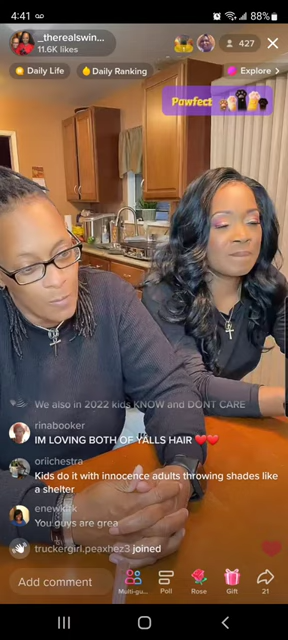 4:41
88%
_therealswin...
11.6K likes
427
Daily Life
Daily Ranking
Explore
Pawfect
We also in 2022 kids KNOW and DONT CARE
rinabooker
IM LOVING BOTH OF YALLS HAIR ❤️❤️
oriichestra
Kids do it with innocence adults throwing shades like
a shelter
You guys are grea
truckergirl.peaxhez3 joined
Add comment
Multi-gu...
Poll
Rose
Gift
21